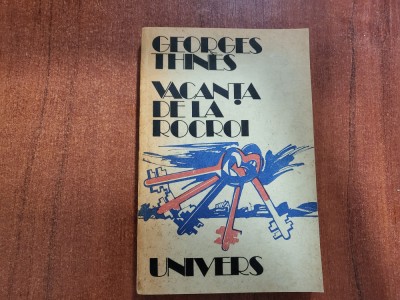 GEORGES
THINÈS
VACANȚA
DE LA
ROCROI
UNIVERS